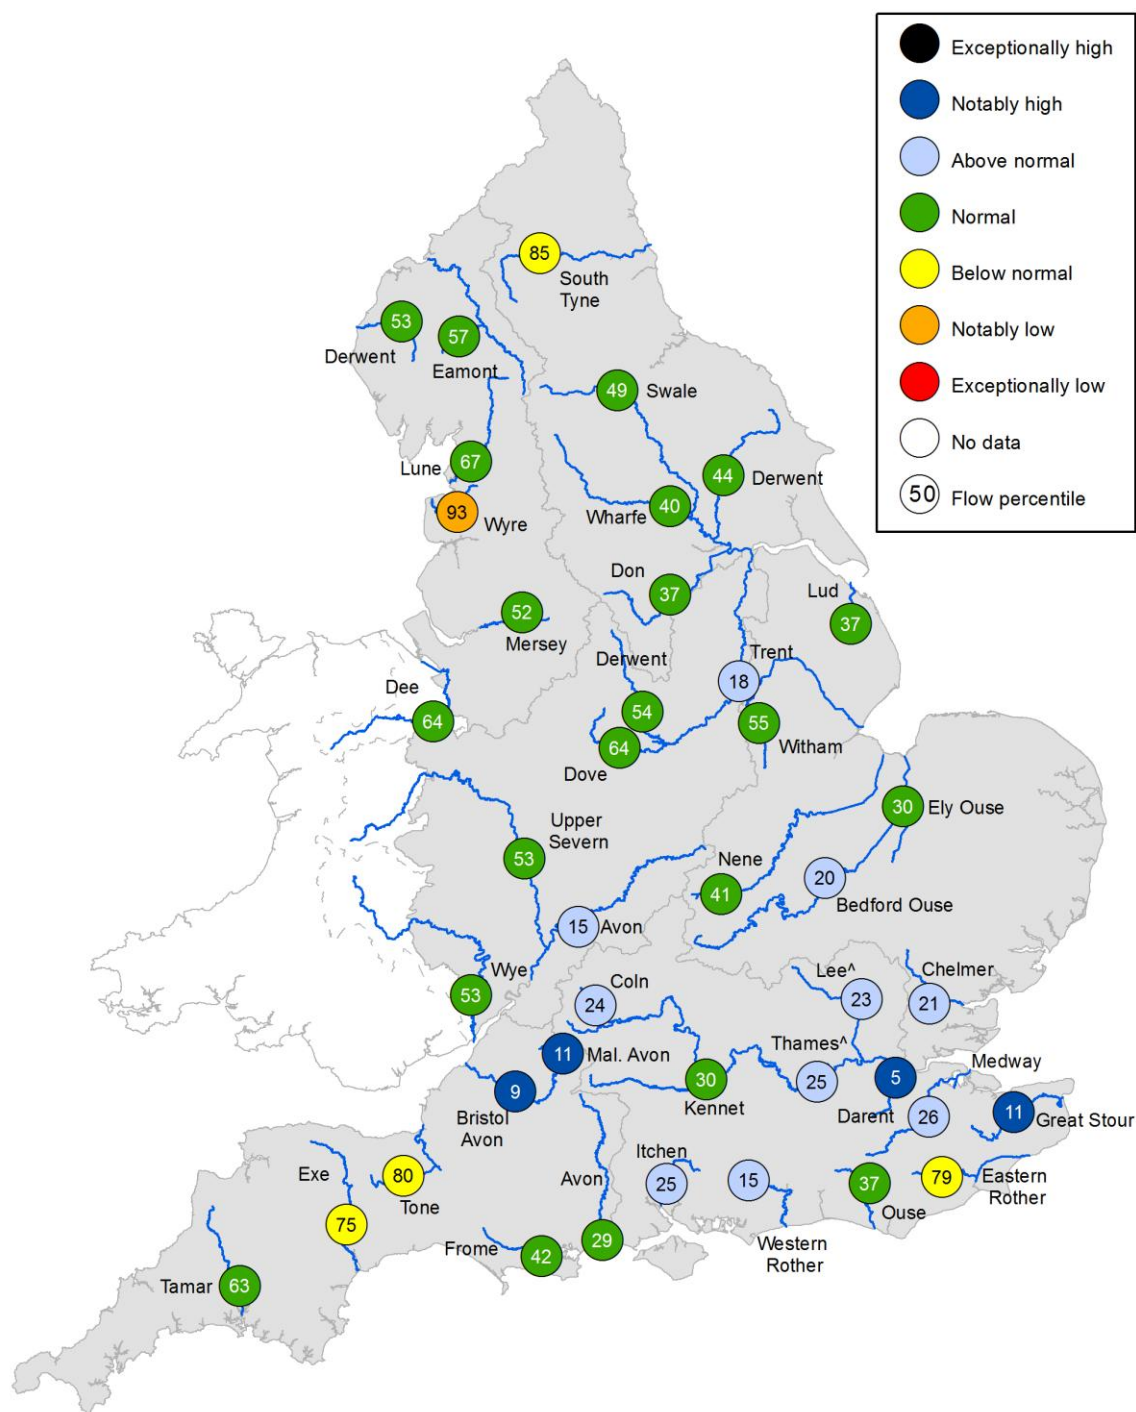 Exceptionally high
Notably high
Above normal
Normal
Below normal
Notably low
Exceptionally low
No data
50 Flow percentile
85
South
Tyne
53
Derwent
57
Eamont
49
Swale
67
Lune
93
Wyre
44
Derwent
40
Wharfe
Don
37
Lud
37
52
Mersey
Derwent
54
Trent
18
Dee
64
55
Witham
64
Dove
30
Ely Ouse
Upper
Severn
53
Nene
41
20
Bedford Ouse
15
Avon
Wye
53
Coln
24
Lee^
23
Chelmer
21
11
Mal. Avon
Thames^
25
Medway
9
Bristol
Avon
30
Kennet
5
Darent
26
11
Great Stour
Exe
80
Tone
Avon
Itchen
25
15
37
Ouse
79
Eastern
Rother
75
Frome
42
29
Western
Rother
Tamar
63